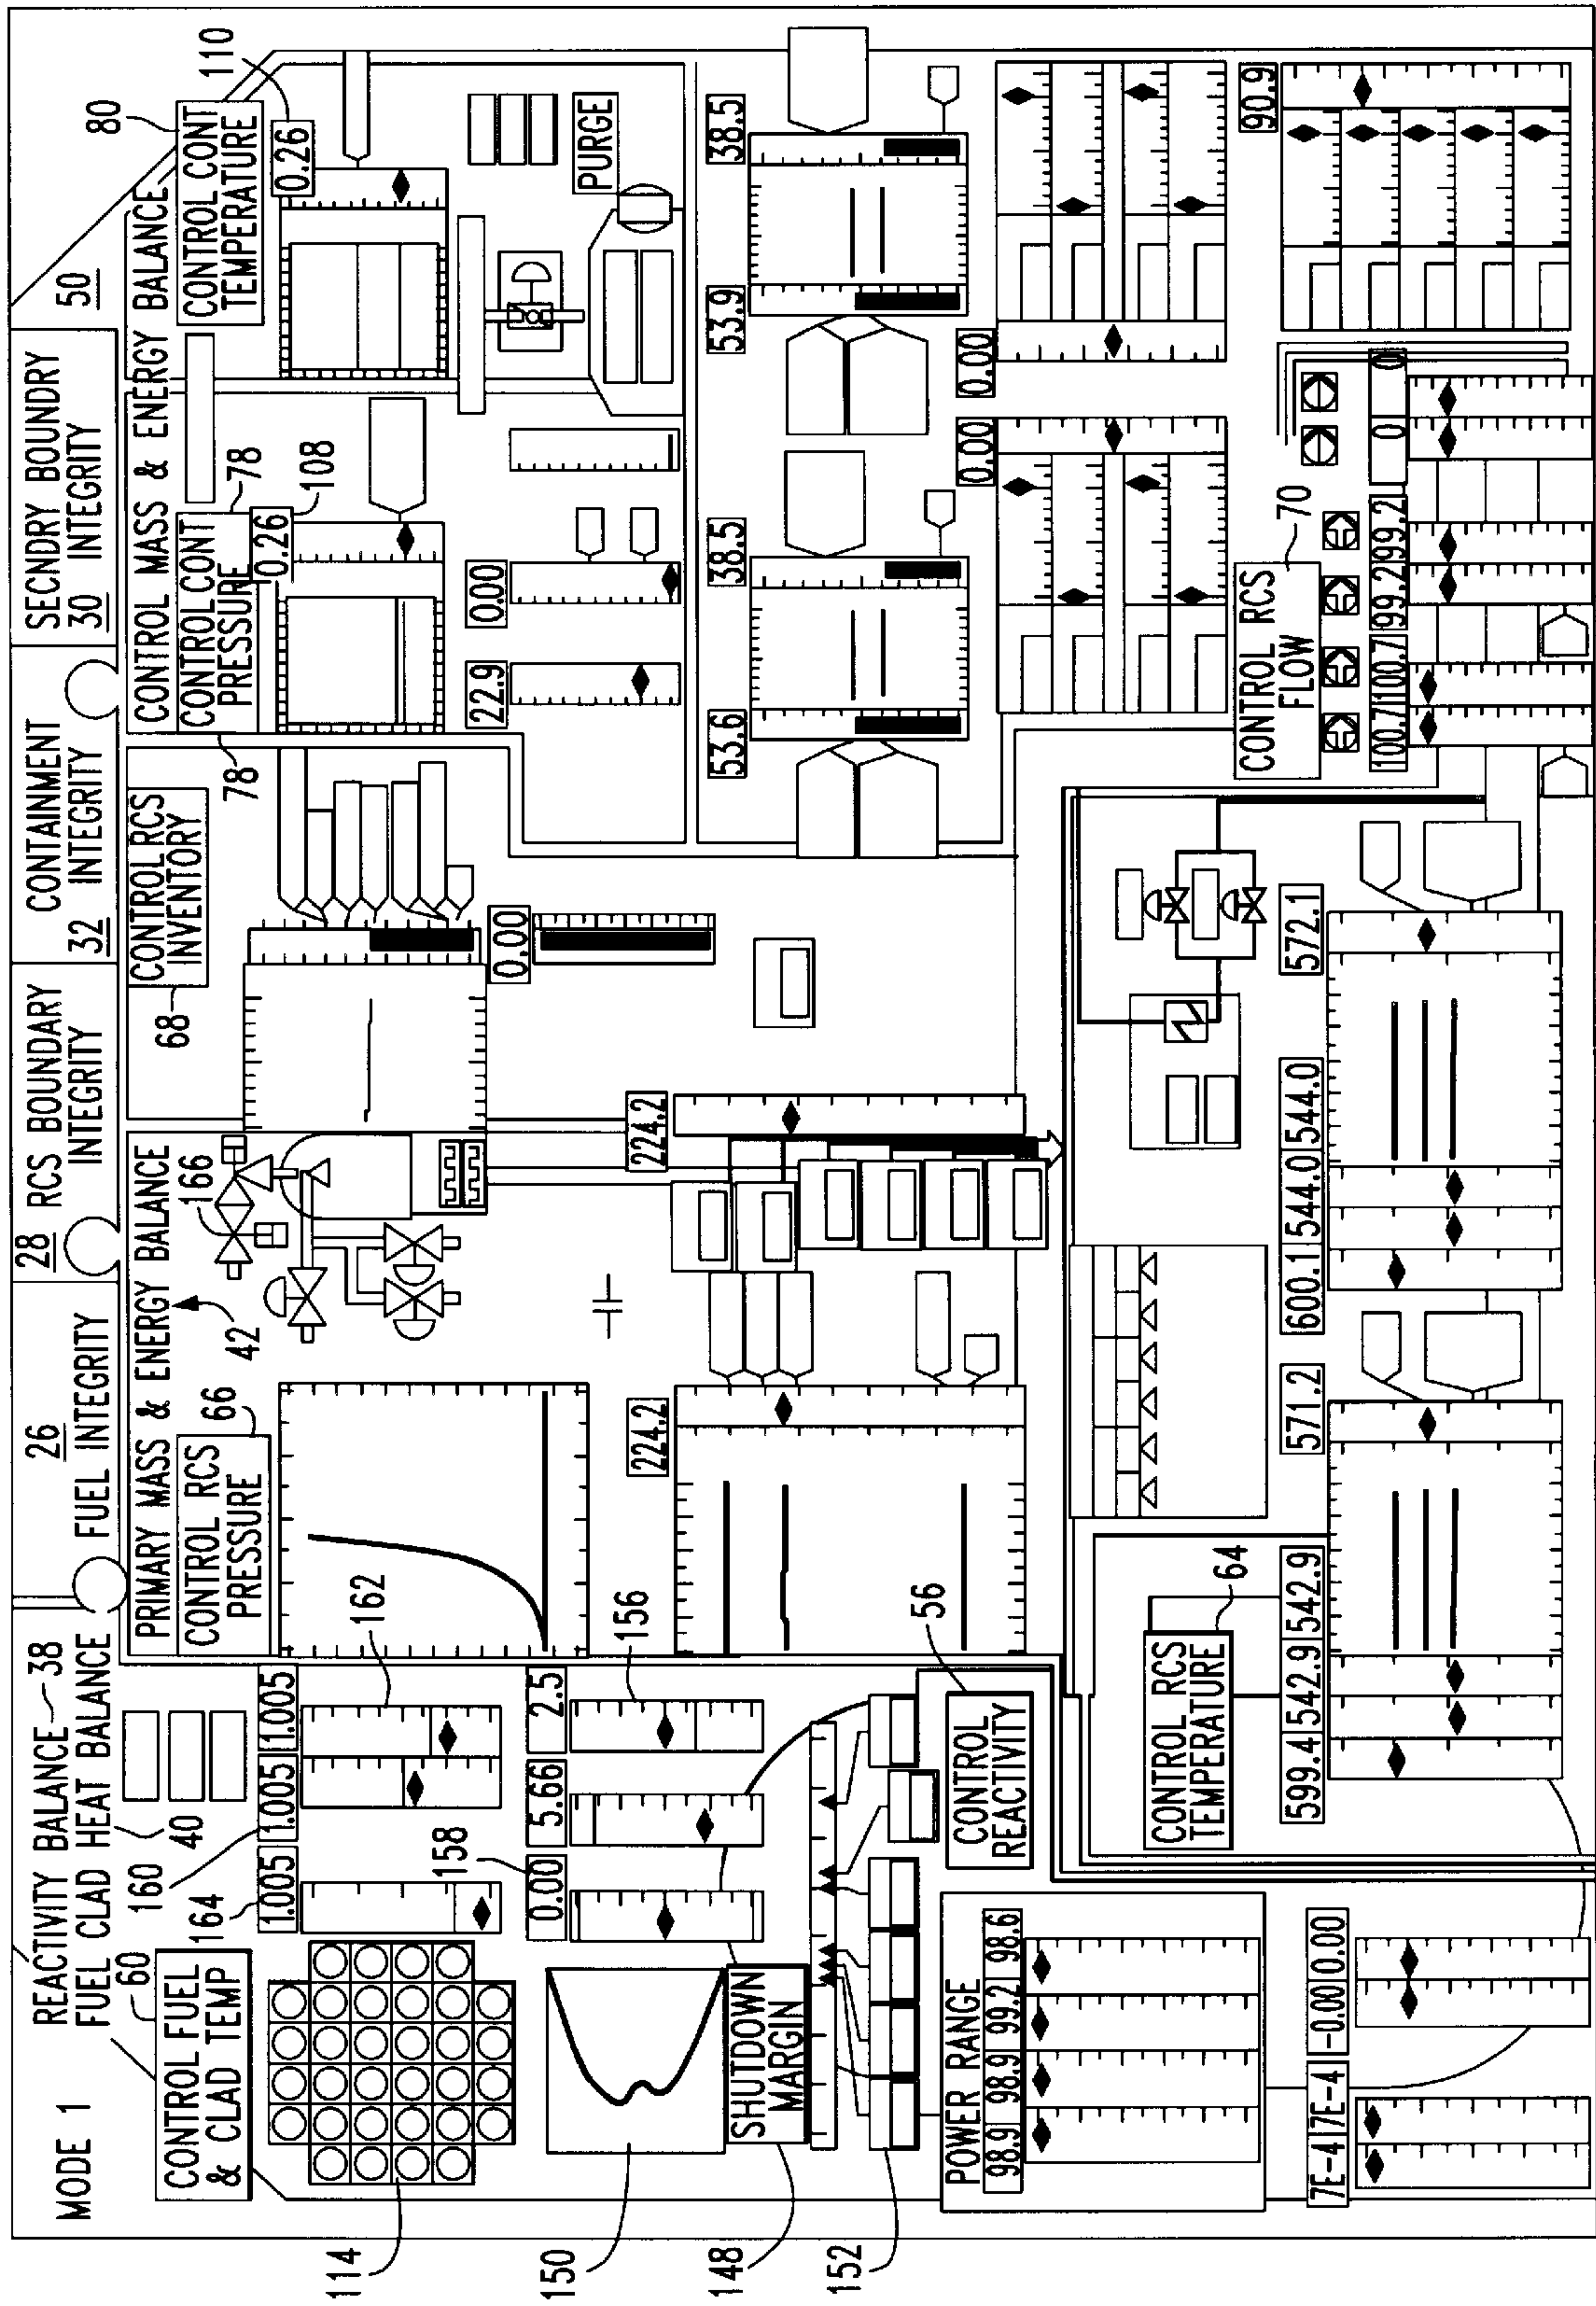 MODE 1
REACTIVITY BALANCE 38
FUEL CLAD HEAT BALANCE
40
60
CONTROL FUEL
& CLAD TEMP
164
160
1.005
1.005
1.005
162
114
158
0.00
5.66
2.5
156
150
SHUTDOWN
MARGIN
148
152
CONTROL
REACTIVITY
56
POWER RANGE
98.9
98.9
99.2
98.6
7E-4
7E-4
-0.00
0.00
26
FUEL INTEGRITY
28
RCS BOUNDARY
INTEGRITY
CONTAINMENT
32 INTEGRITY
SECNDRY BOUNDRY
30 INTEGRITY
50
80
PRIMARY MASS & ENERGY BALANCE
42
166
CONTROL RCS
PRESSURE
66
224.2
224.2
CONTROL RCS
INVENTORY
68
0.00
CONTROL MASS & ENERGY BALANCE
CONTROL CONT
PRESSURE
78
78
0.26
108
CONTROL CONT
TEMPERATURE
0.26
110
22.9
0.00
PURGE
53.6
38.5
53.9
38.5
0.00
0.00
90.9
CONTROL RCS
FLOW
70
100.7
100.7
99.2
99.2
0
0
CONTROL RCS
TEMPERATURE
64
599.4
542.9
542.9
571.2
600.1
544.0
544.0
572.1